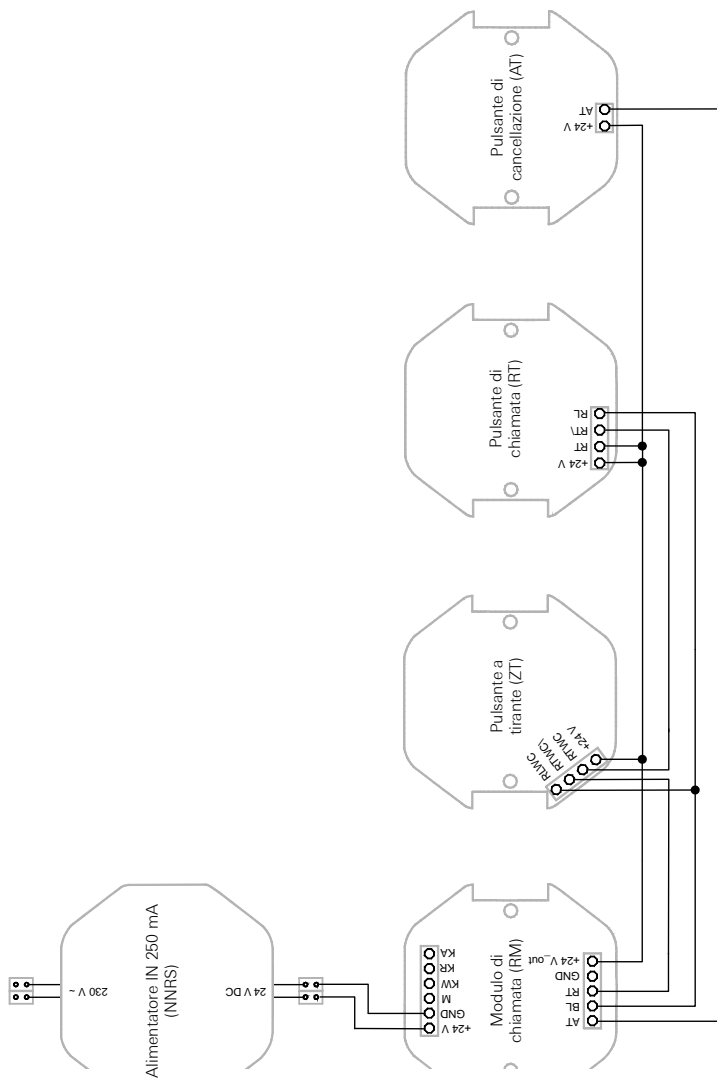 Pulsante di
cancellazione (AT)
AT
+24 V
Pulsante di
chiamata (RT)
RL
RT\
RT
+24 V
Pulsante a
tirante (ZT)
RLWC
RTWC\
RTWC
+24 V
Alimentatore IN 250 mA
(NNRS)
230 V ~
24 V DC
Modulo di
chiamata (RM)
KA
KR
KW
M
GND
+24 V
+24 V_out
GND
RT
BL
AT